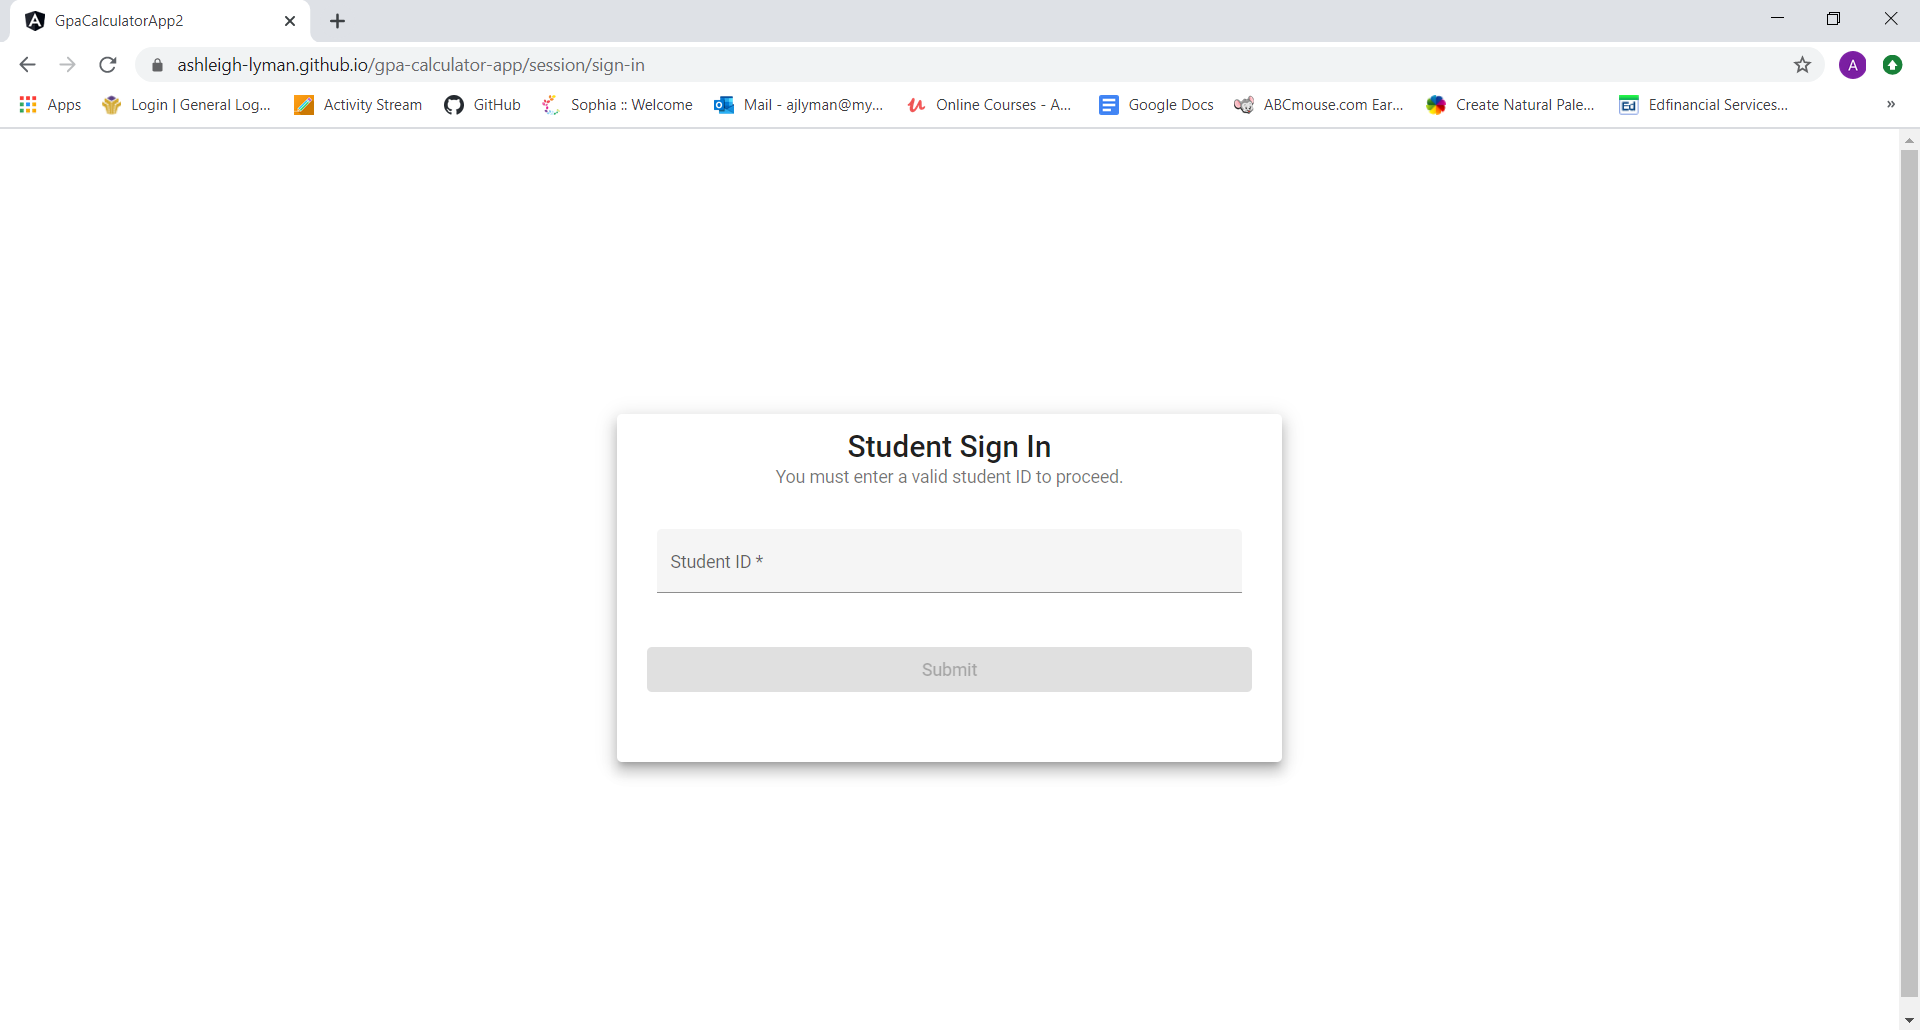 GpaCalculatorApp2
ashleigh-lyman.github.io/gpa-calculator-app/session/sign-in
A
Apps Login | General Log... Activity Stream GitHub Sophia :: Welcome Mail - ajlyman@my... Online Courses - A... Google Docs ABCmouse.com Ear... Create Natural Pale... Ed Edfinancial Services... »
Student Sign In
You must enter a valid student ID to proceed.
Student ID *
Submit